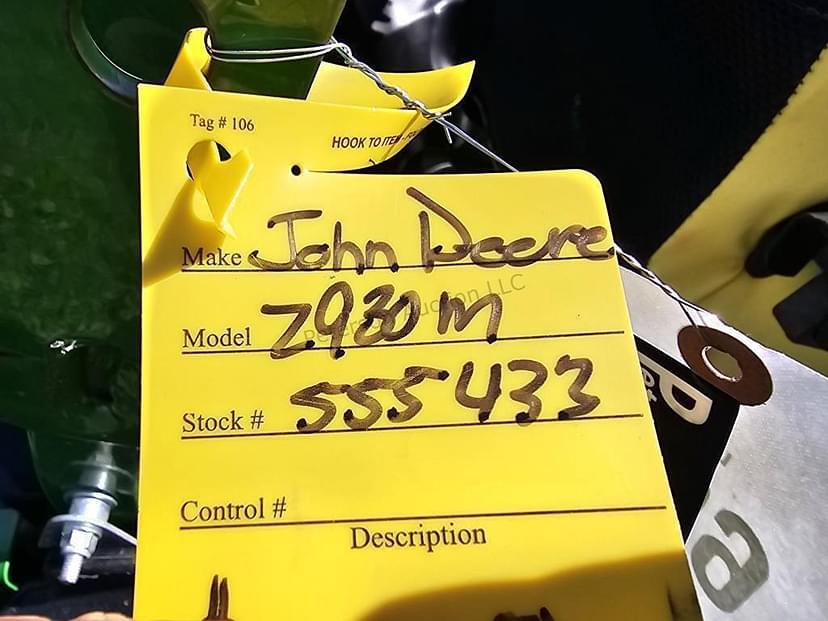 Tag # 106
HOOK TO ITEM
Make John Deere
Model Z930m
Stock # 555433
Control #
Description